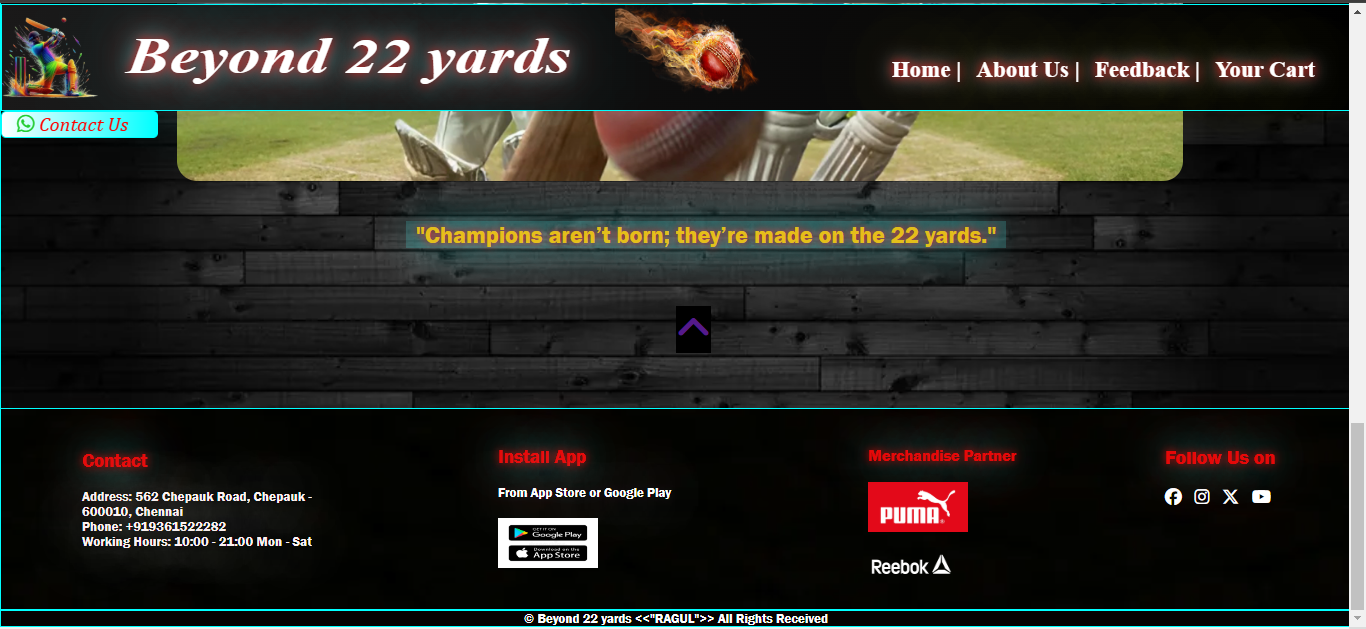 Beyond 22 yards
Home | About Us | Feedback | Your Cart
Contact Us
"Champions aren’t born; they’re made on the 22 yards."
Contact
Address: 562 Chepauk Road, Chepauk -
600010, Chennai
Phone: +919361522282
Working Hours: 10:00 - 21:00 Mon - Sat
Install App
From App Store or Google Play
GET IT ON
Google Play
Download on the
App Store
Merchandise Partner
PUMA
Reebok
Follow Us on
© Beyond 22 yards <<"RAGUL">> All Rights Received